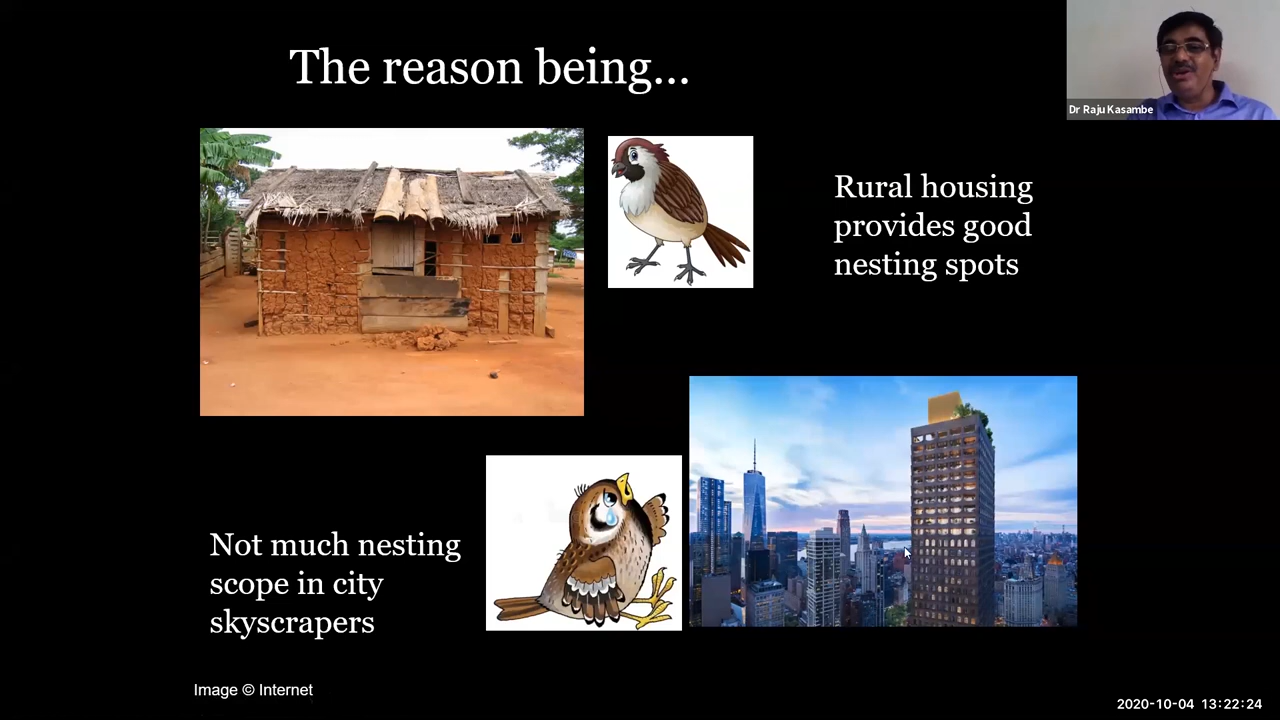 The reason being...
Dr Raju Kasambe
Rural housing
provides good
nesting spots
Not much nesting
scope in city
skyscrapers
Image © Internet
2020-10-04 13:22:24